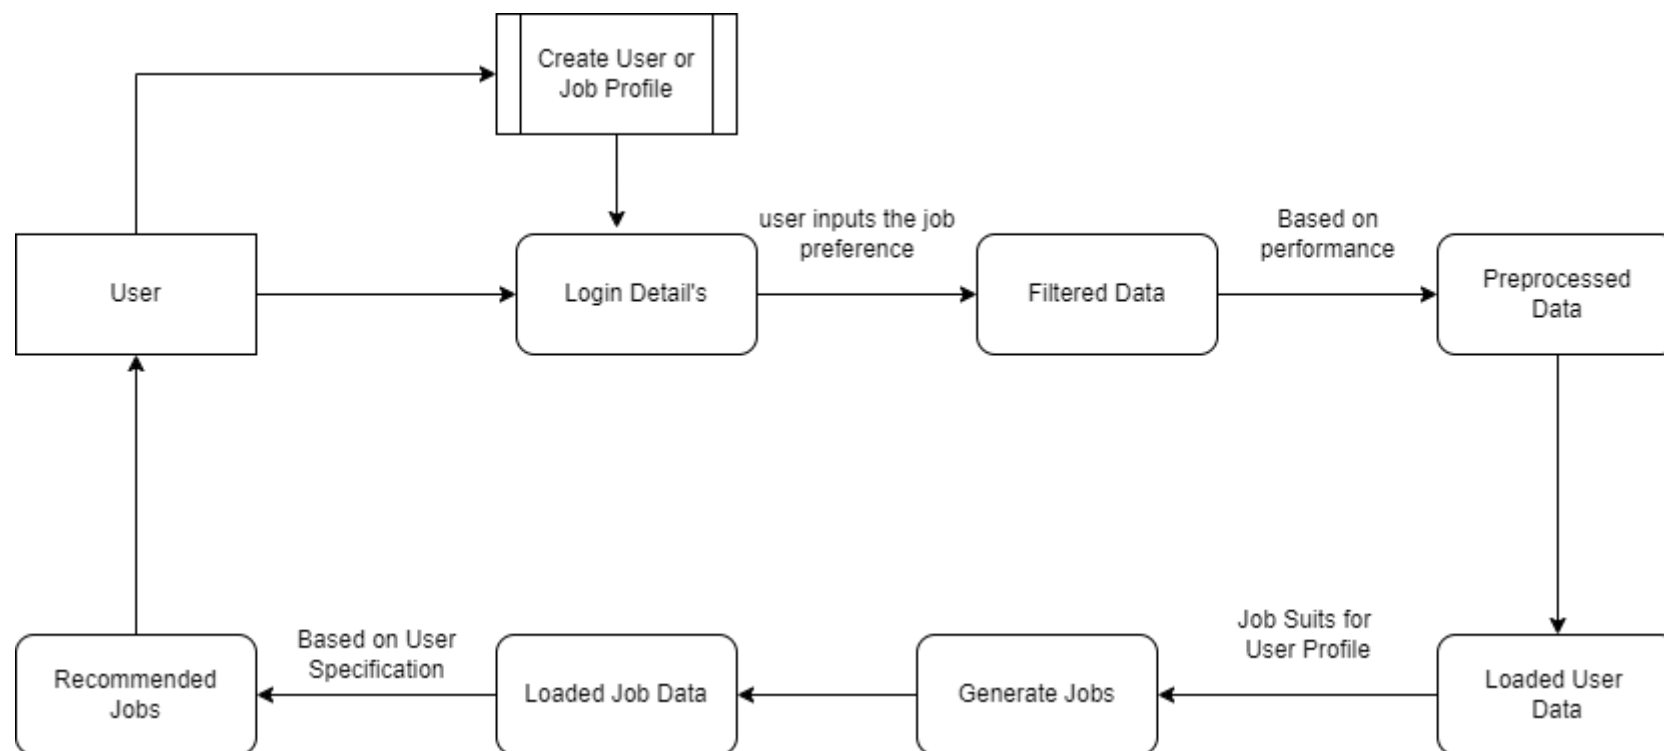 Create User or
Job Profile
user inputs the job
preference
Based on
performance
User
Login Detail's
Filtered Data
Preprocessed
Data
Job Suits for
User Profile
Based on User
Specification
Recommended
Jobs
Loaded Job Data
Generate Jobs
Loaded User
Data